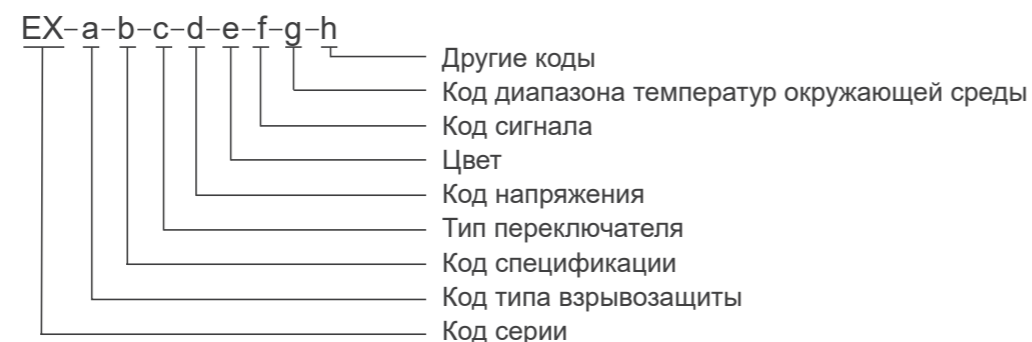 EX-a-b-c-d-e-f-g-h
Другие коды
Код диапазона температур окружающей среды
Код сигнала
Цвет
Код напряжения
Тип переключателя
Код спецификации
Код типа взрывозащиты
Код серии